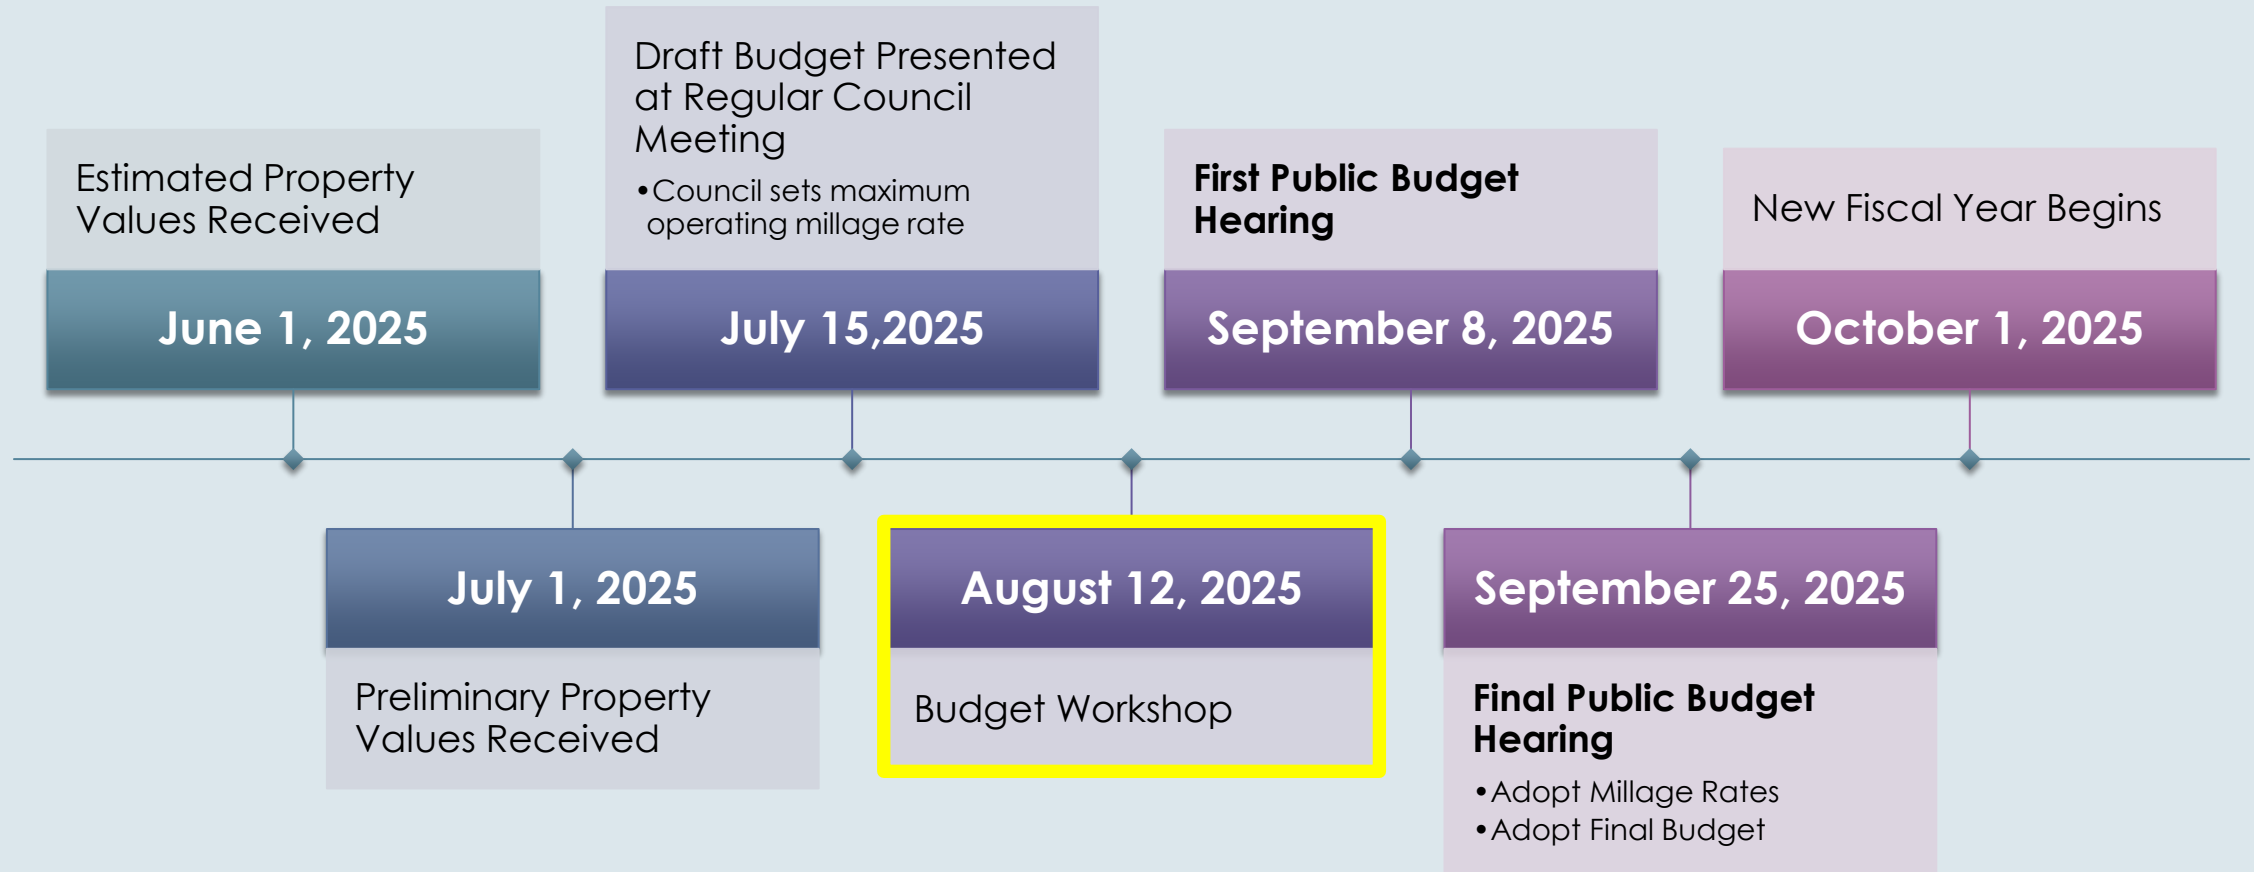 Estimated Property
Values Received
June 1, 2025
July 1, 2025
Preliminary Property
Values Received
Draft Budget Presented
at Regular Council
Meeting
•Council sets maximum
operating millage rate
July 15,2025
August 12, 2025
Budget Workshop
First Public Budget
Hearing
September 8, 2025
September 25, 2025
Final Public Budget
Hearing
•Adopt Millage Rates
•Adopt Final Budget
New Fiscal Year Begins
October 1, 2025